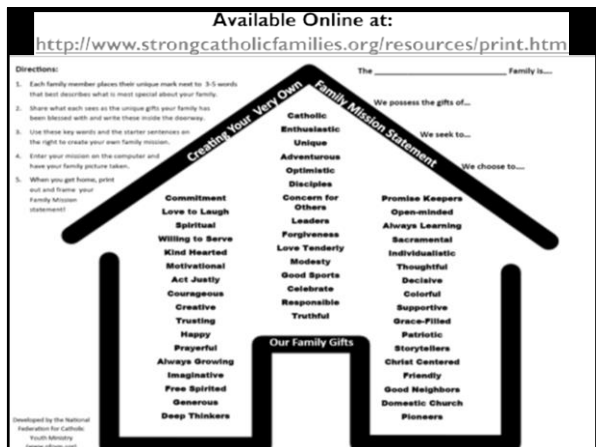 Available Online at:
http://www.strongcatholicfamilies.org/resources/print.htm
Directions:
1. Each family member places their unique mark next to 3-5 words
that best describes what is most special about your family.
2. Share what each sees as the unique gifts your family has
been blessed with and write these inside the doorway.
3. Use these key words and the starter sentences on
the right to create your own family mission.
4. Enter your mission on the computer and
have your family picture taken.
5. When you get home, print
out and frame your
Family Mission
statement!
The ____________________ Family is....
We possess the gifts of...
We seek to...
We choose to....
Creating Your Very Own
Family Mission Statement
Catholic
Enthusiastic
Unique
Adventurous
Optimistic
Disciples
Concern for
Others
Leaders
Forgiveness
Love Tenderly
Modesty
Good Sports
Celebrate
Responsible
Truthful
Commitment
Love to Laugh
Spiritual
Willing to Serve
Kind Hearted
Motivational
Act Justly
Courageous
Creative
Trusting
Happy
Prayerful
Always Growing
Imaginative
Free Spirited
Generous
Deep Thinkers
Promise Keepers
Open-minded
Always Learning
Sacramental
Individualistic
Thoughtful
Decisive
Colorful
Supportive
Grace-Filled
Patriotic
Storytellers
Christ Centered
Friendly
Good Neighbors
Domestic Church
Pioneers
Our Family Gifts
Developed by the National
Federation for Catholic
Youth Ministry